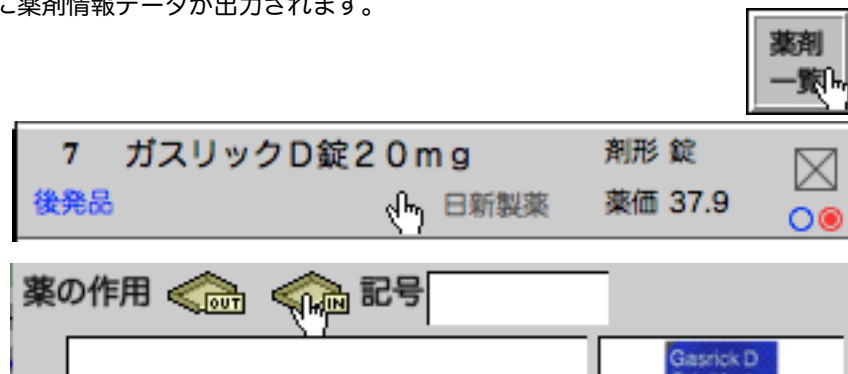 に薬剤情報データが出力されます。
薬剤
一覧
7 ガスリックD錠20mg 剤形 錠
後発品 日新製薬 薬価 37.9
薬の作用 OUT IN 記号
Gasrick D